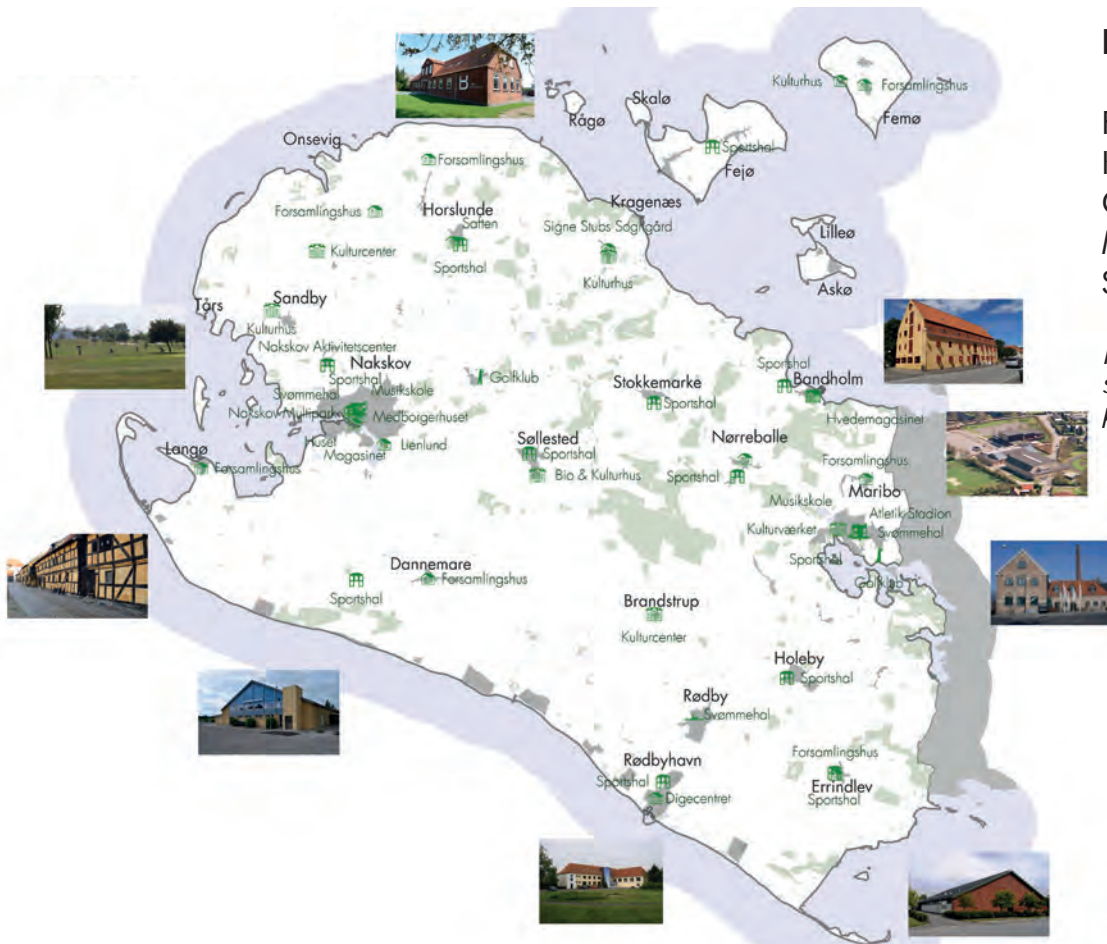 Skalø
Kulturhus
Forsamlingshus
Rågø
Femø
Onsevig
Sportshal
Forsamlingshus
Fejø
Kragenæs
Forsamlingshus
Horslunde
Salten
Signe Stubs Sogngård
Lilleø
Kulturcenter
Sportshal
Kulturhus
Askø
Tårs
Sandby
Kulturhus
Nakskov Aktivitetscenter
Nakskov
Sportshal
Musikskole
Golfklub
Stokkemarke
Sportshal
Sportshal
Bandholm
Svømmehal
Nakskov Multipark
Medborgerhuset
Hvedemagasinet
Huset
Magasinet
Lienlund
Søllested
Sportshal
Nørreballe
Langø
Forsamlingshus
Bio & Kulturhus
Sportshal
Forsamlingshus
Maribo
Musikskole
Atletik Stadion
Kulturværket
Svømmehal
Sportshal
Golfklub
Dannemare
Forsamlingshus
Sportshal
Brandstrup
Kulturcenter
Holeby
Sportshal
Rødby
Svømmehal
Rødbyhavn
Forsamlingshus
Sportshal
Errindlev
Digecentret
Sportshal